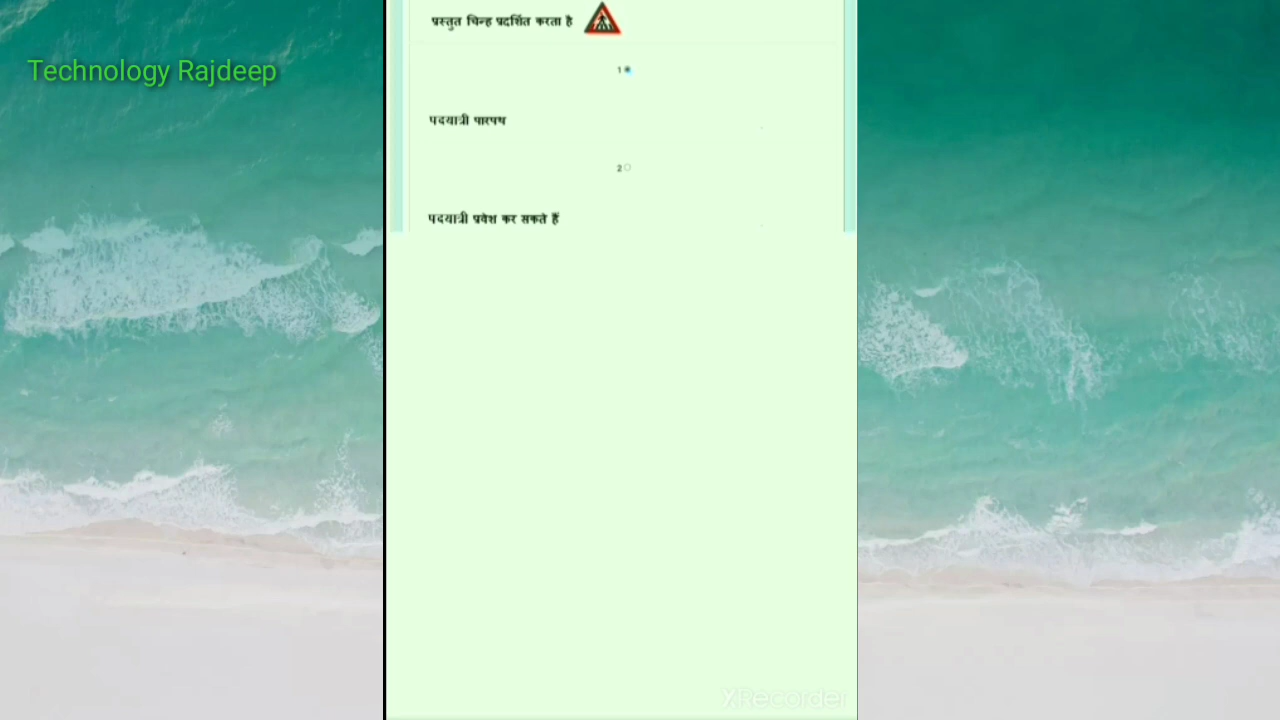 प्रस्तुत चिन्ह प्रदर्शित करता है
Technology Rajdeep
1
पदयात्री पारपथ
2
पदयात्री प्रवेश कर सकते हैं
XRecorder